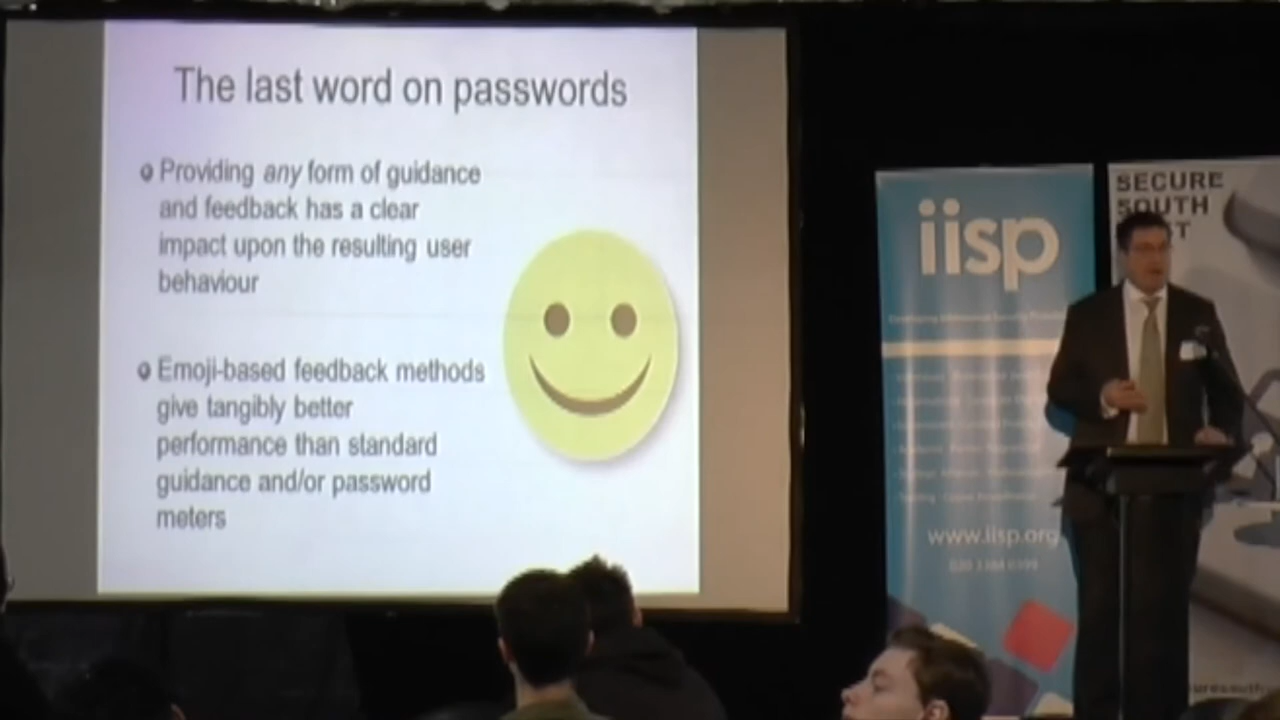 The last word on passwords
Providing any form of guidance
and feedback has a clear
impact upon the resulting user
behaviour
Emoji-based feedback methods
give tangibly better
performance than standard
guidance and/or password
meters
iisp
www.iisp.org
SECURE
SOUTH